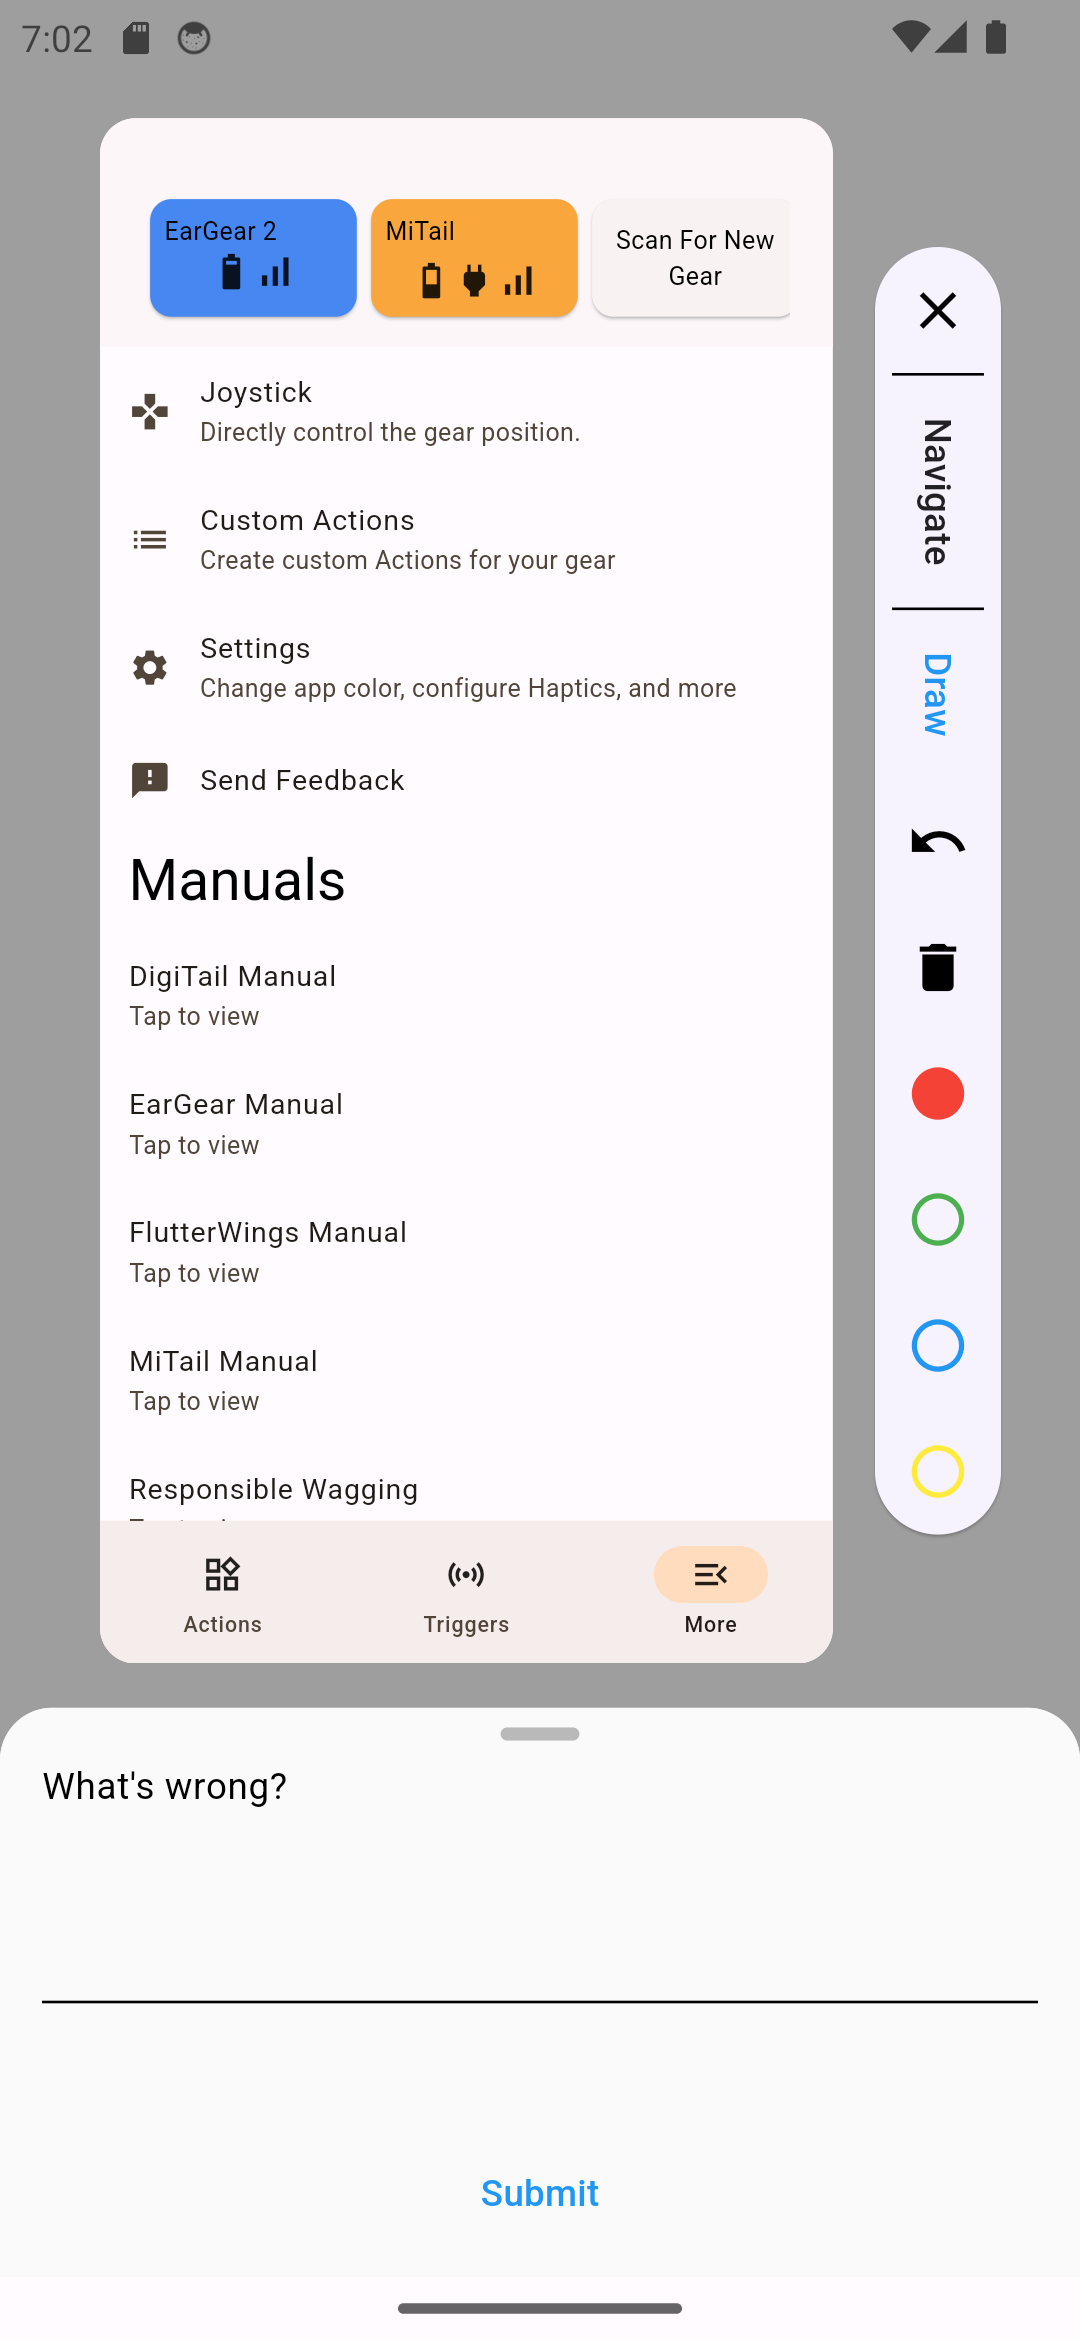 7:02
EarGear 2
MiTail
Scan For New
Gear
Joystick
Directly control the gear position.
Custom Actions
Create custom Actions for your gear
Settings
Change app color, configure Haptics, and more
Send Feedback
Manuals
DigiTail Manual
Tap to view
EarGear Manual
Tap to view
FlutterWings Manual
Tap to view
MiTail Manual
Tap to view
Responsible Wagging
Actions
Triggers
More
Navigate
Draw
What's wrong?
Submit